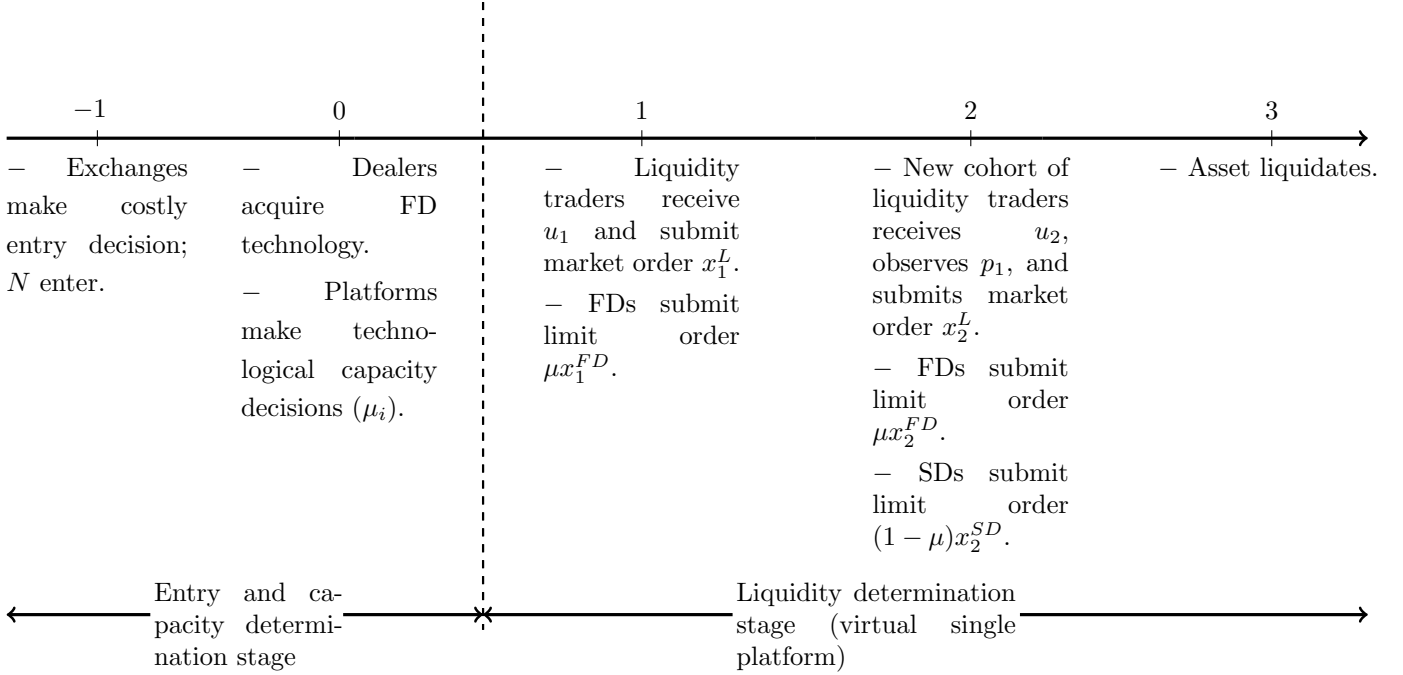 −1
0
1
2
3
− Exchanges
make costly
entry decision;
N enter.
− Dealers
acquire FD
technology.
− Platforms
make techno-
logical capacity
decisions (μ_i).
− Liquidity
traders receive
u_1 and submit
market order x_1^L.
− FDs submit
limit order
μx_1^{FD}.
− New cohort of
liquidity traders
receives u_2,
observes p_1, and
submits market
order x_2^L.
− FDs submit
limit order
μx_2^{FD}.
− SDs submit
limit order
(1 − μ)x_2^{SD}.
− Asset liquidates.
Entry and ca-
pacity determi-
nation stage
Liquidity determination
stage (virtual single
platform)